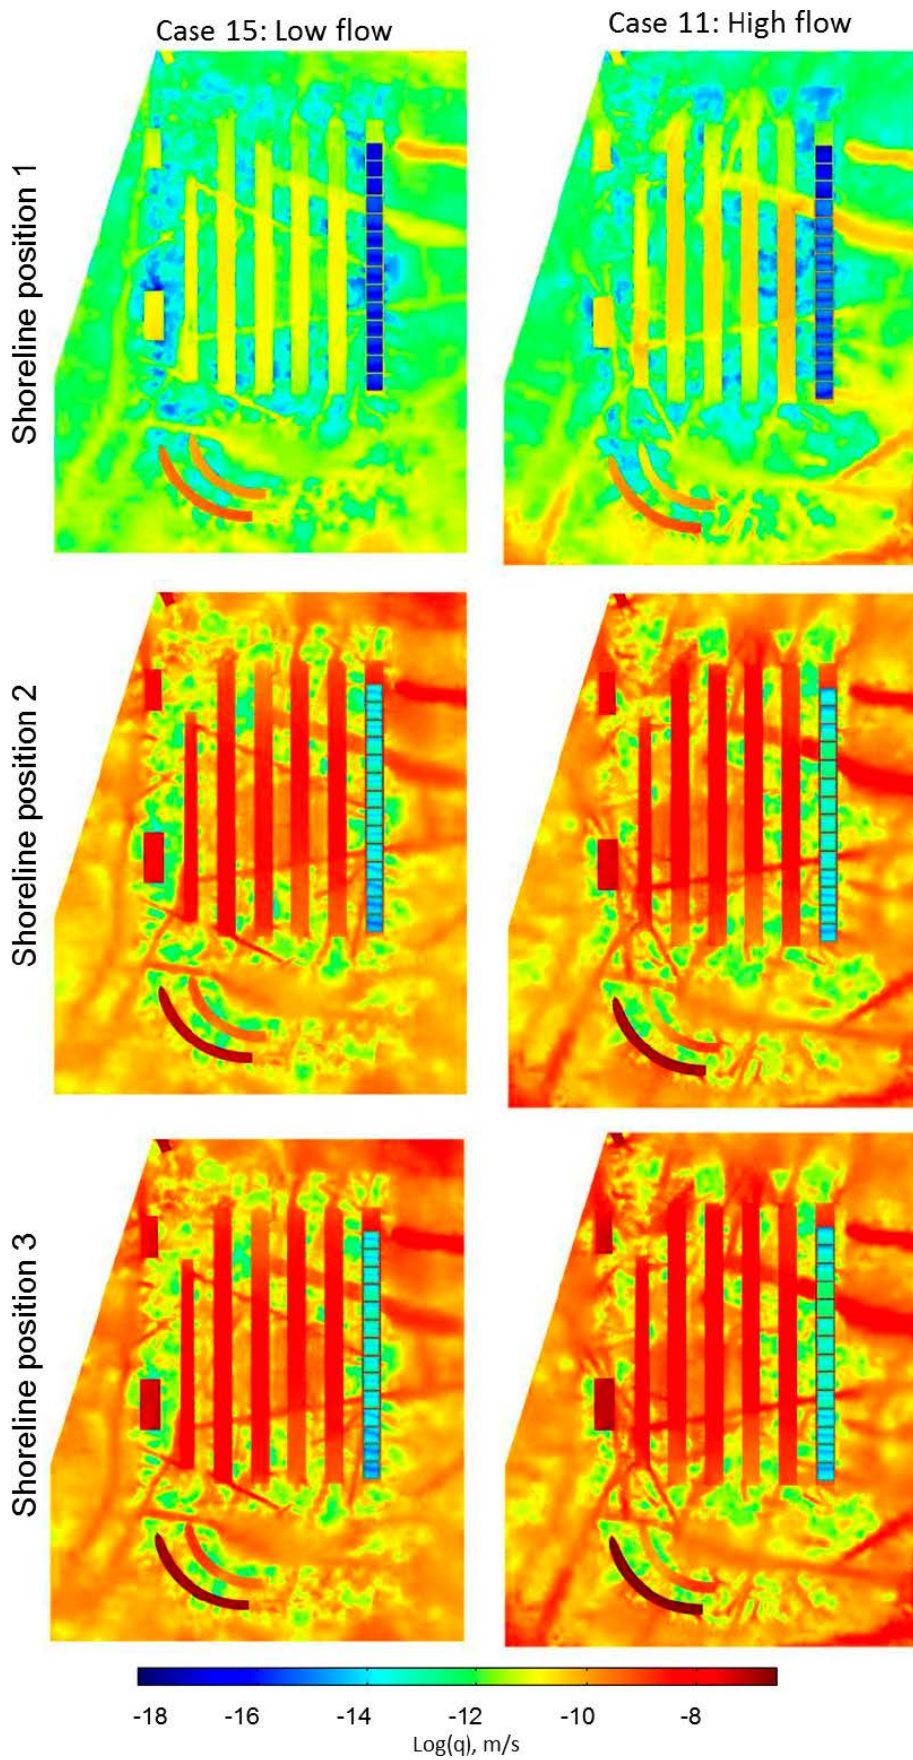 Case 15: Low flow
Case 11: High flow
Shoreline position 1
Shoreline position 2
Shoreline position 3
-18 -16 -14 -12 -10 -8
Log(q), m/s